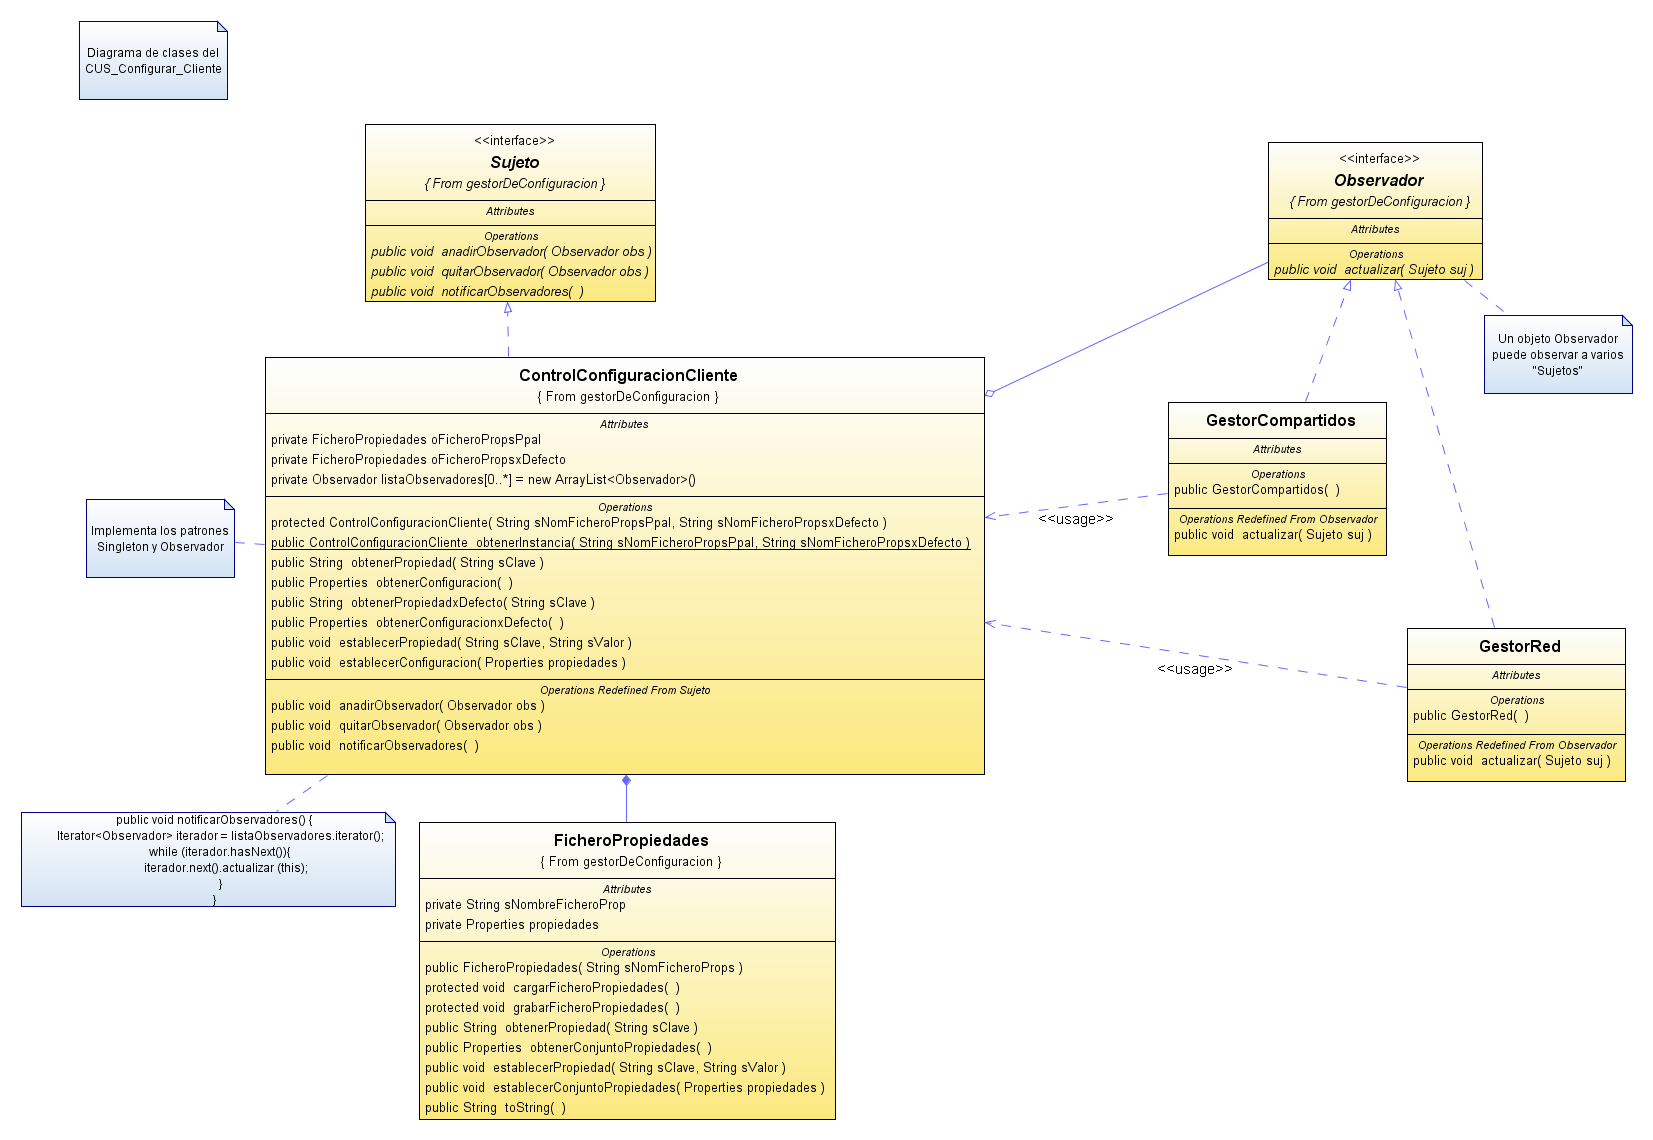 Diagrama de clases del
CUS_Configurar_Cliente
<<interface>>
Sujeto
{ From gestorDeConfiguracion }
Attributes
Operations
public void anadirObservador( Observador obs )
public void quitarObservador( Observador obs )
public void notificarObservadores( )
<<interface>>
Observador
{ From gestorDeConfiguracion }
Attributes
Operations
public void actualizar( Sujeto suj )
Un objeto Observador
puede observar a varios
"Sujetos"
ControlConfiguracionCliente
{ From gestorDeConfiguracion }
Attributes
private FicheroPropiedades oFicheroPropsPpal
private FicheroPropiedades oFicheroPropsxDefecto
private Observador listaObservadores[0..*] = new ArrayList<Observador>()
Operations
protected ControlConfiguracionCliente( String sNomFicheroPropsPpal, String sNomFicheroPropsxDefecto )
public ControlConfiguracionCliente obtenerInstancia( String sNomFicheroPropsPpal, String sNomFicheroPropsxDefecto )
public String obtenerPropiedad( String sClave )
public Properties obtenerConfiguracion( )
public String obtenerPropiedadxDefecto( String sClave )
public Properties obtenerConfiguracionxDefecto( )
public void establecerPropiedad( String sClave, String sValor )
public void establecerConfiguracion( Properties propiedades )
Operations Redefined From Sujeto
public void anadirObservador( Observador obs )
public void quitarObservador( Observador obs )
public void notificarObservadores( )
Implementa los patrones
Singleton y Observador
GestorCompartidos
Attributes
Operations
public GestorCompartidos( )
Operations Redefined From Observador
public void actualizar( Sujeto suj )
<<usage>>
GestorRed
Attributes
Operations
public GestorRed( )
Operations Redefined From Observador
public void actualizar( Sujeto suj )
<<usage>>
public void notificarObservadores() {
Iterator<Observador> iterador = listaObservadores.iterator();
while (iterador.hasNext()){
iterador.next().actualizar (this);
}
}
FicheroPropiedades
{ From gestorDeConfiguracion }
Attributes
private String sNombreFicheroProp
private Properties propiedades
Operations
public FicheroPropiedades( String sNomFicheroProps )
protected void cargarFicheroPropiedades( )
protected void grabarFicheroPropiedades( )
public String obtenerPropiedad( String sClave )
public Properties obtenerConjuntoPropiedades( )
public void establecerPropiedad( String sClave, String sValor )
public void establecerConjuntoPropiedades( Properties propiedades )
public String toString( )